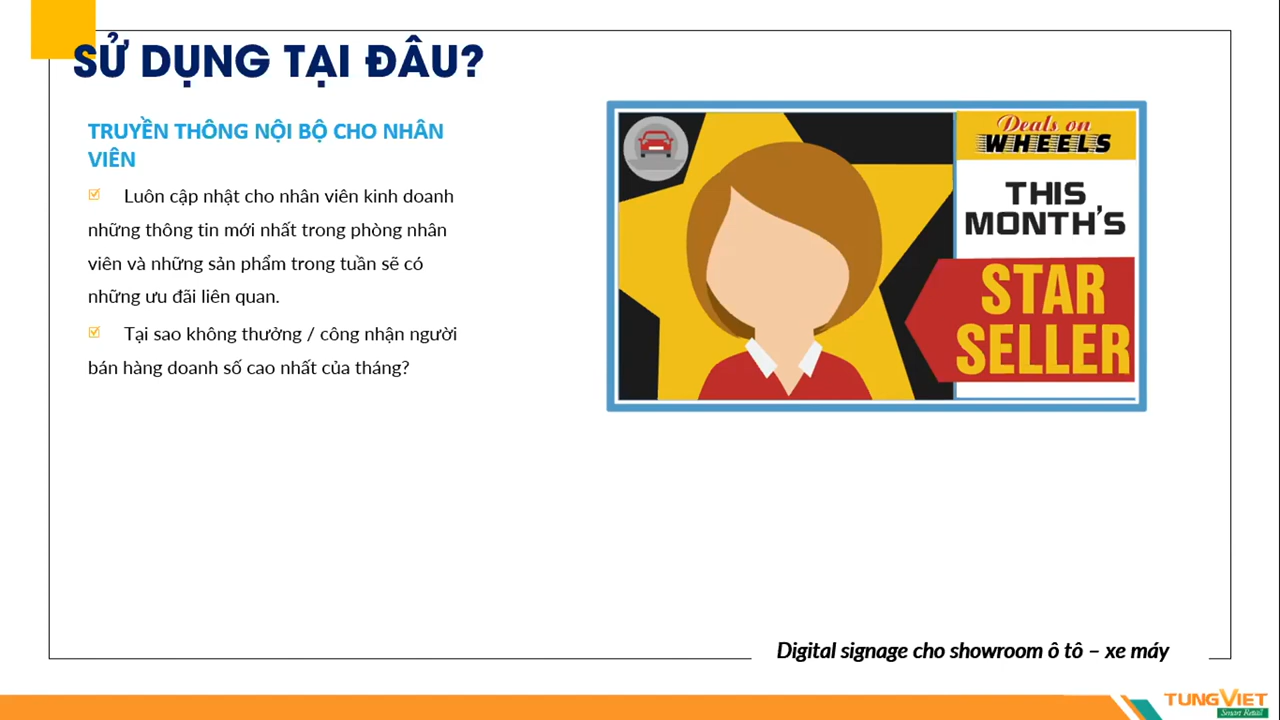 SỬ DỤNG TẠI ĐÂU?
TRUYỀN THÔNG NỘI BỘ CHO NHÂN
VIÊN
Luôn cập nhật cho nhân viên kinh doanh
những thông tin mới nhất trong phòng nhân
viên và những sản phẩm trong tuần sẽ có
những ưu đãi liên quan.
Tại sao không thưởng / công nhận người
bán hàng doanh số cao nhất của tháng?
Deals on
WHEELS
THIS
MONTH'S
STAR
SELLER
Digital signage cho showroom ô tô – xe máy
TUNGVIET
Smart Retail